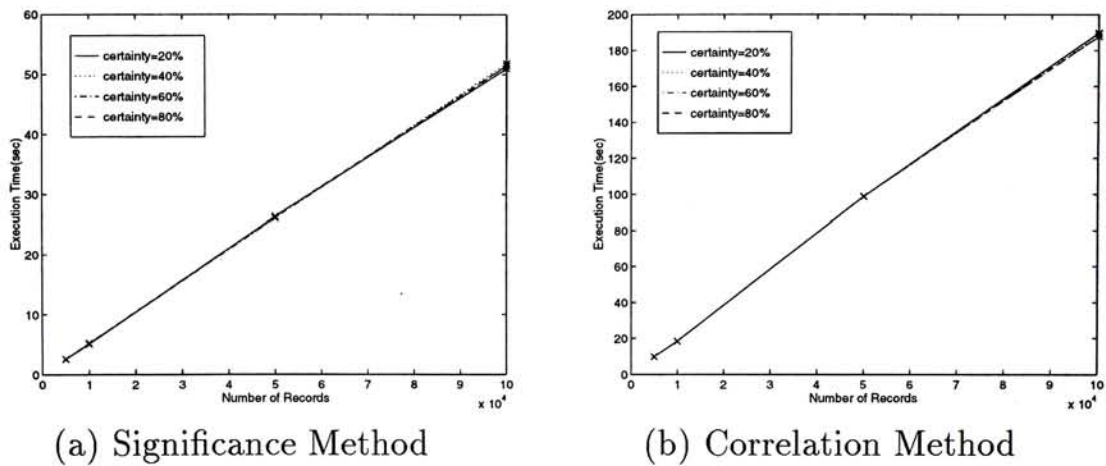 60
50
40
30
20
10
0
Execution Time(sec)
certainty=20%
certainty=40%
certainty=60%
certainty=80%
0 1 2 3 4 5 6 7 8 9 10
Number of Records
x 10^4
(a) Significance Method
200
180
160
140
120
100
80
60
40
20
0
Execution Time(sec)
certainty=20%
certainty=40%
certainty=60%
certainty=80%
0 1 2 3 4 5 6 7 8 9 10
Number of Records
x 10^4
(b) Correlation Method